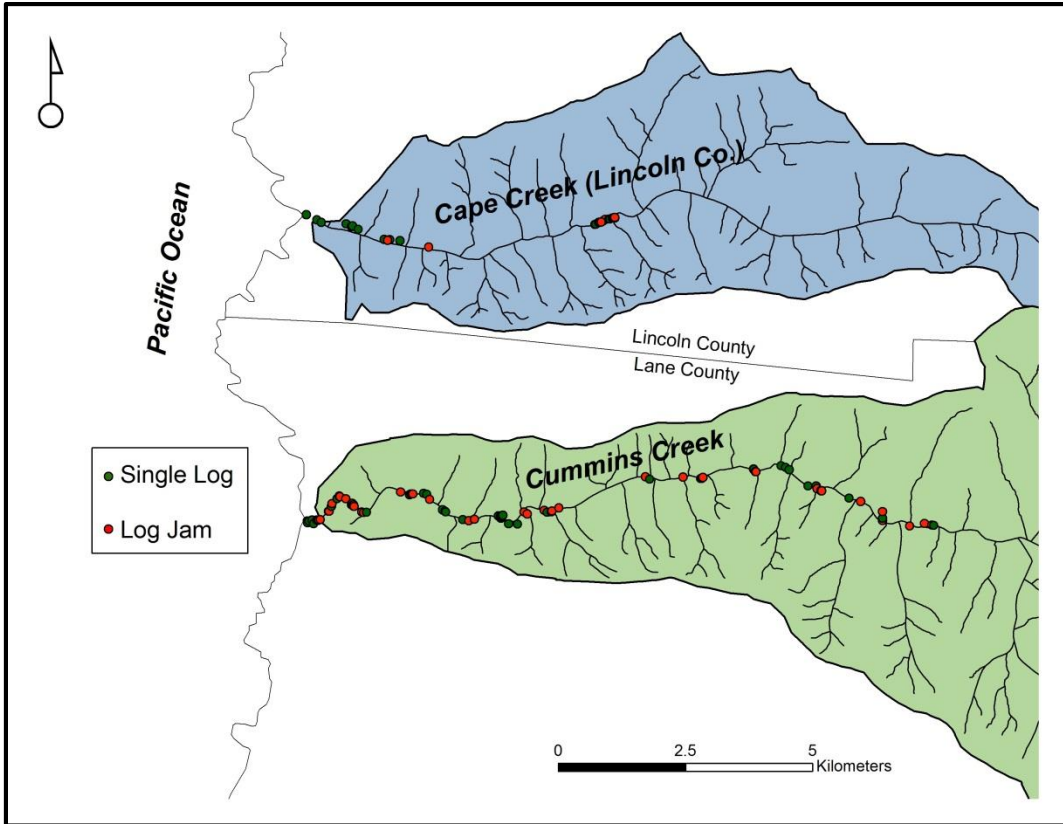 Cape Creek (Lincoln Co.)
Pacific Ocean
Lincoln County
Lane County
Cummins Creek
Single Log
Log Jam
0 2.5 5
Kilometers